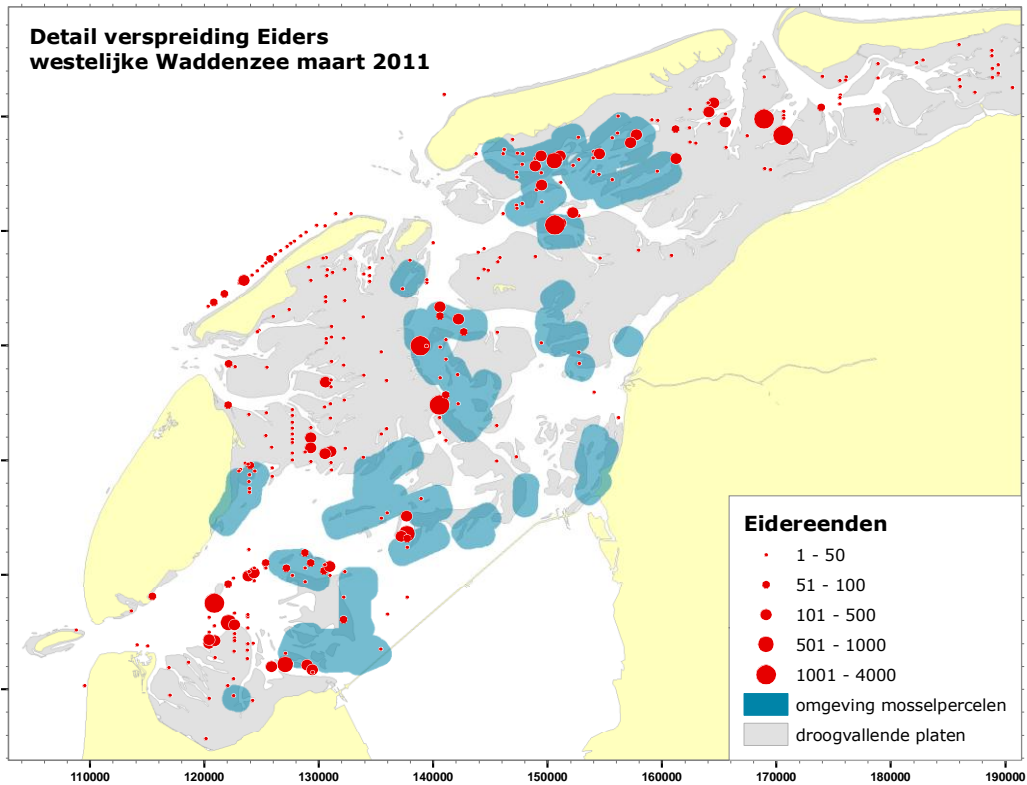 Detail verspreiding Eiders
westelijke Waddenzee maart 2011
Eidereenden
1 - 50
51 - 100
101 - 500
501 - 1000
1001 - 4000
omgeving mosselpercelen
droogvallende platen
110000 120000 130000 140000 150000 160000 170000 180000 190000